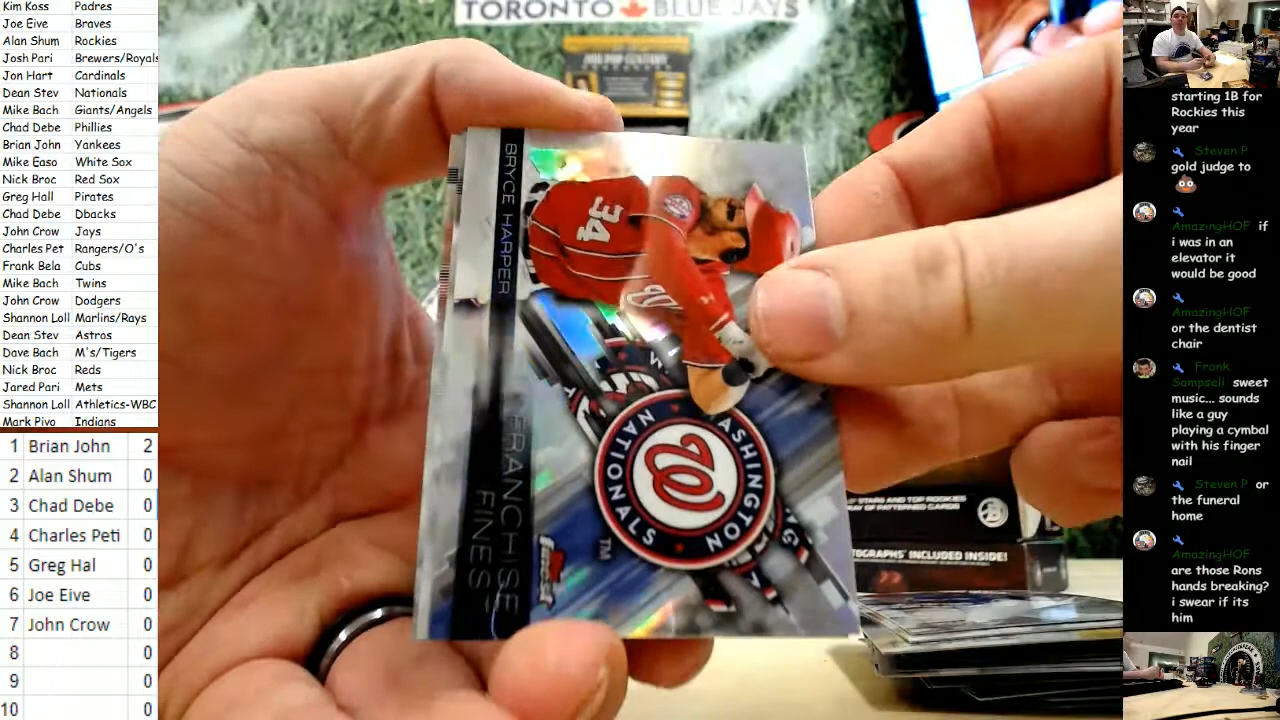 Kim Koss Padres
Joe Eive Braves
Alan Shum Rockies
Josh Pari Brewers/Royals
Jon Hart Cardinals
Dean Stev Nationals
Mike Bach Giants/Angels
Chad Debe Phillies
Brian John Yankees
Mike Easo White Sox
Nick Broc Red Sox
Greg Hall Pirates
Chad Debe Dbacks
John Crow Jays
Charles Pet Rangers/O's
Frank Bela Cubs
Mike Bach Twins
John Crow Dodgers
Shannon Loll Marlins/Rays
Dean Stev Astros
Dave Bach M's/Tigers
Nick Broc Reds
Jared Pari Mets
Shannon Loll Athletics-WBC
Mark Pivo Indians
1 Brian John 2
2 Alan Shum 0
3 Chad Debe 0
4 Charles Peti 0
5 Greg Hal 0
6 Joe Eive 0
7 John Crow 0
8 0
9 0
10 0
TORONTO BLUE JAYS
BRYCE HARPER
34
FRANCHISE
FINES
WASHINGTON
NATIONALS
W
TM
Finest
STARS AND TOP ROOKIES
OF PATTERNED CARDS
AUTOGRAPHS INCLUDED INSIDE!
starting 1B for
Rockies this
year
Steven P
gold judge to
AmazingHOF if
i was in an
elevator it
would be good
AmazingHOF
or the dentist
chair
Frank
Sampsell sweet
music... sounds
like a guy
playing a cymbal
with his finger
nail
Steven P or
the funeral
home
AmazingHOF
are those Rons
hands breaking?
i swear if its
him